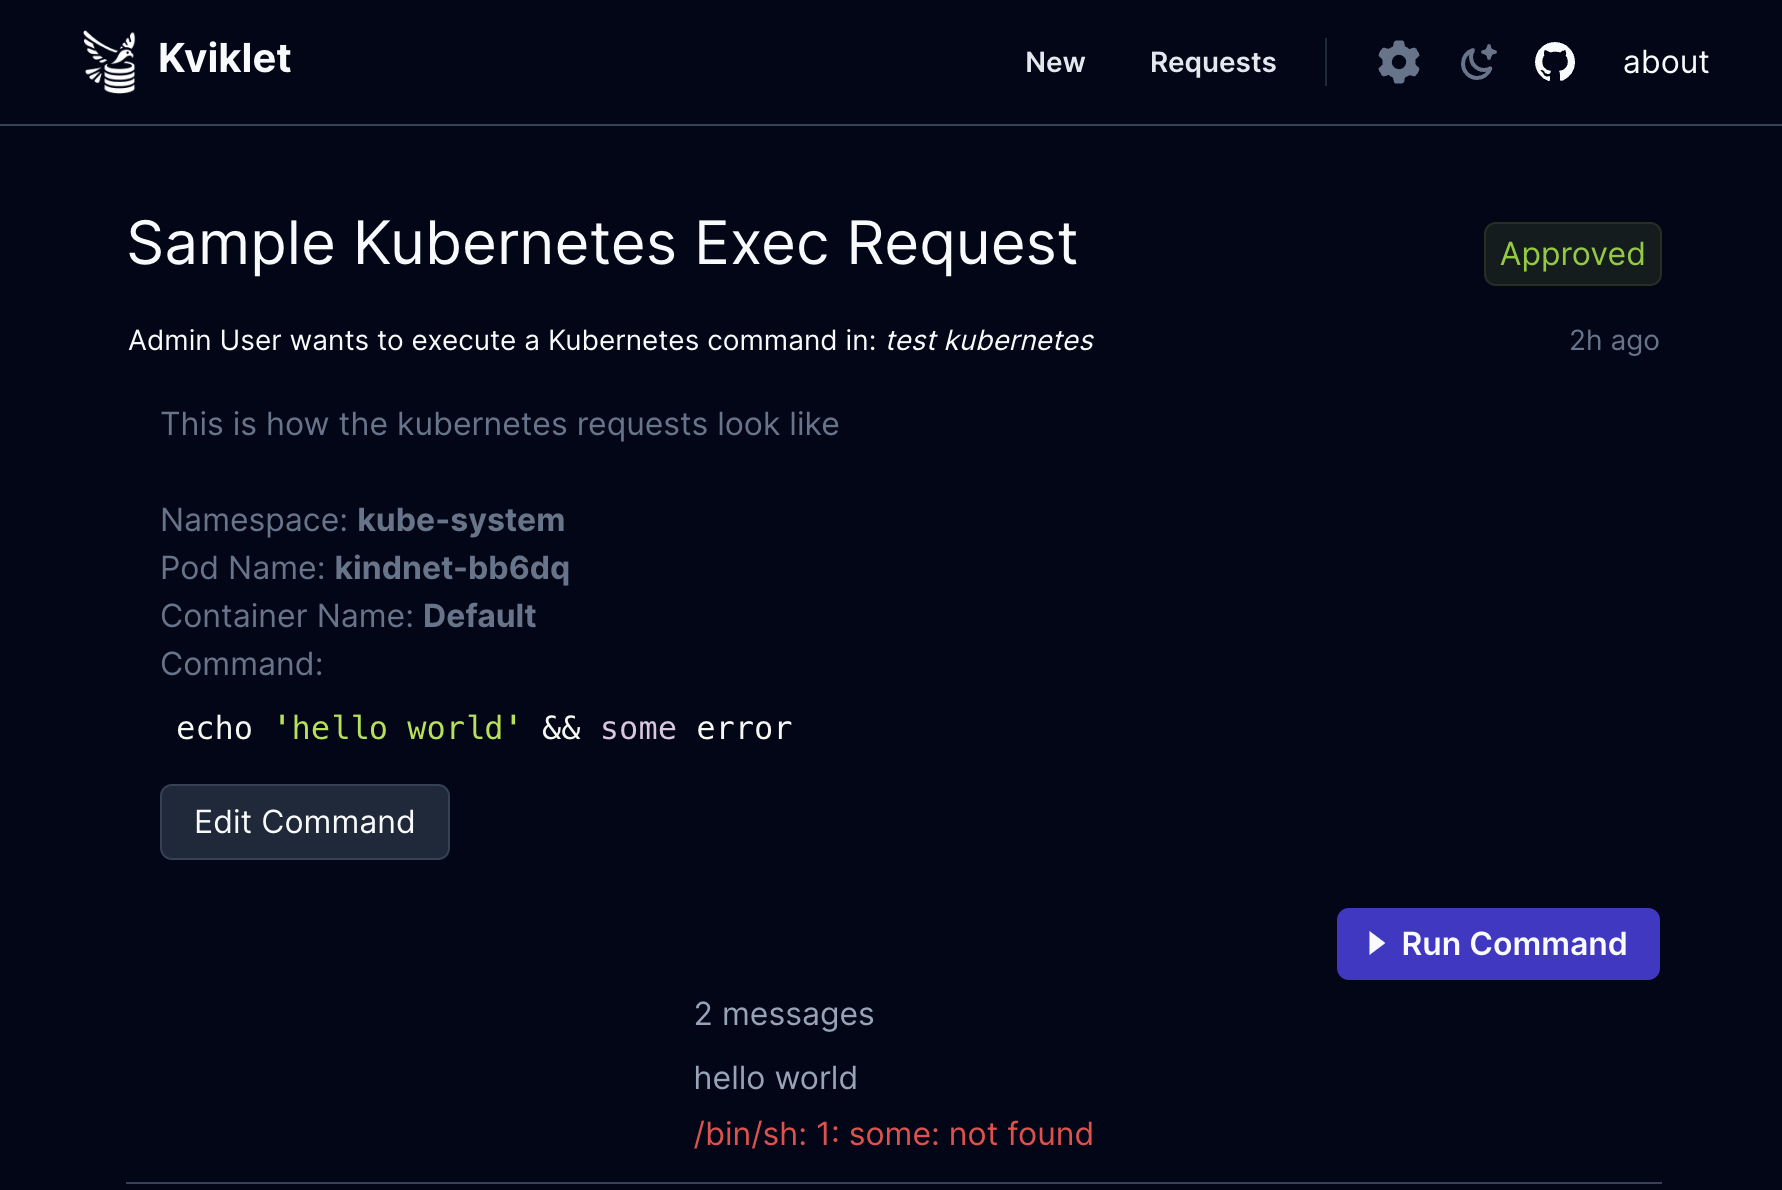 Kviklet
New Requests about
Sample Kubernetes Exec Request
Approved
Admin User wants to execute a Kubernetes command in: test kubernetes
2h ago
This is how the kubernetes requests look like
Namespace: kube-system
Pod Name: kindnet-bb6dq
Container Name: Default
Command:
echo 'hello world' && some error
Edit Command
Run Command
2 messages
hello world
/bin/sh: 1: some: not found